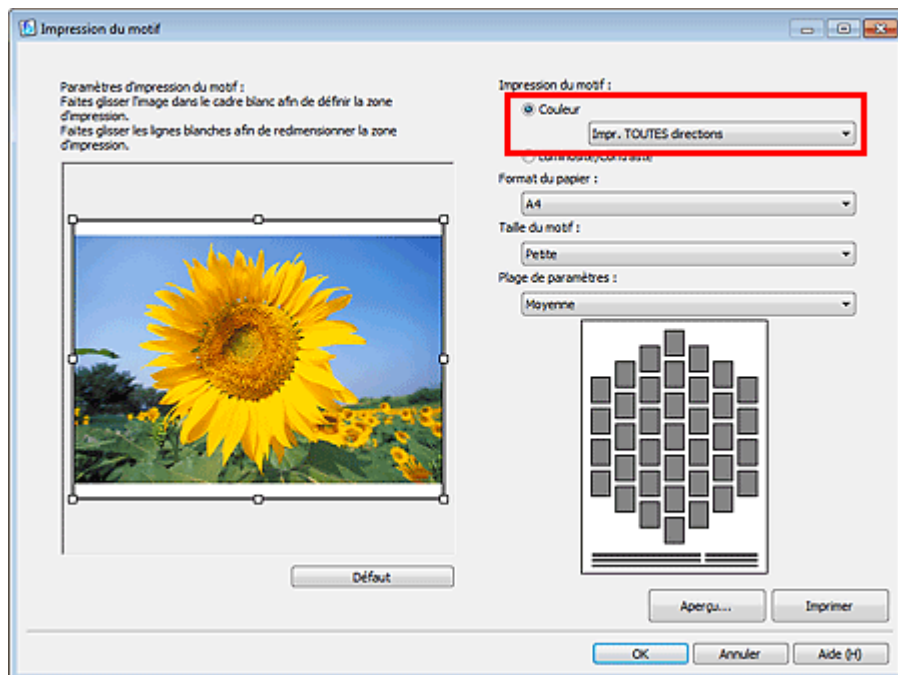 Impression du motif
Paramètres d'impression du motif :
Faites glisser l'image dans le cadre blanc afin de définir la zone
d'impression.
Faites glisser les lignes blanches afin de redimensionner la zone
d'impression.
Défaut
Impression du motif :
Couleur
Impr. TOUTES directions
Luminosité/Contraste
Format du papier :
A4
Taille du motif :
Petite
Plage de paramètres :
Moyenne
Aperçu...
Imprimer
OK
Annuler
Aide (H)